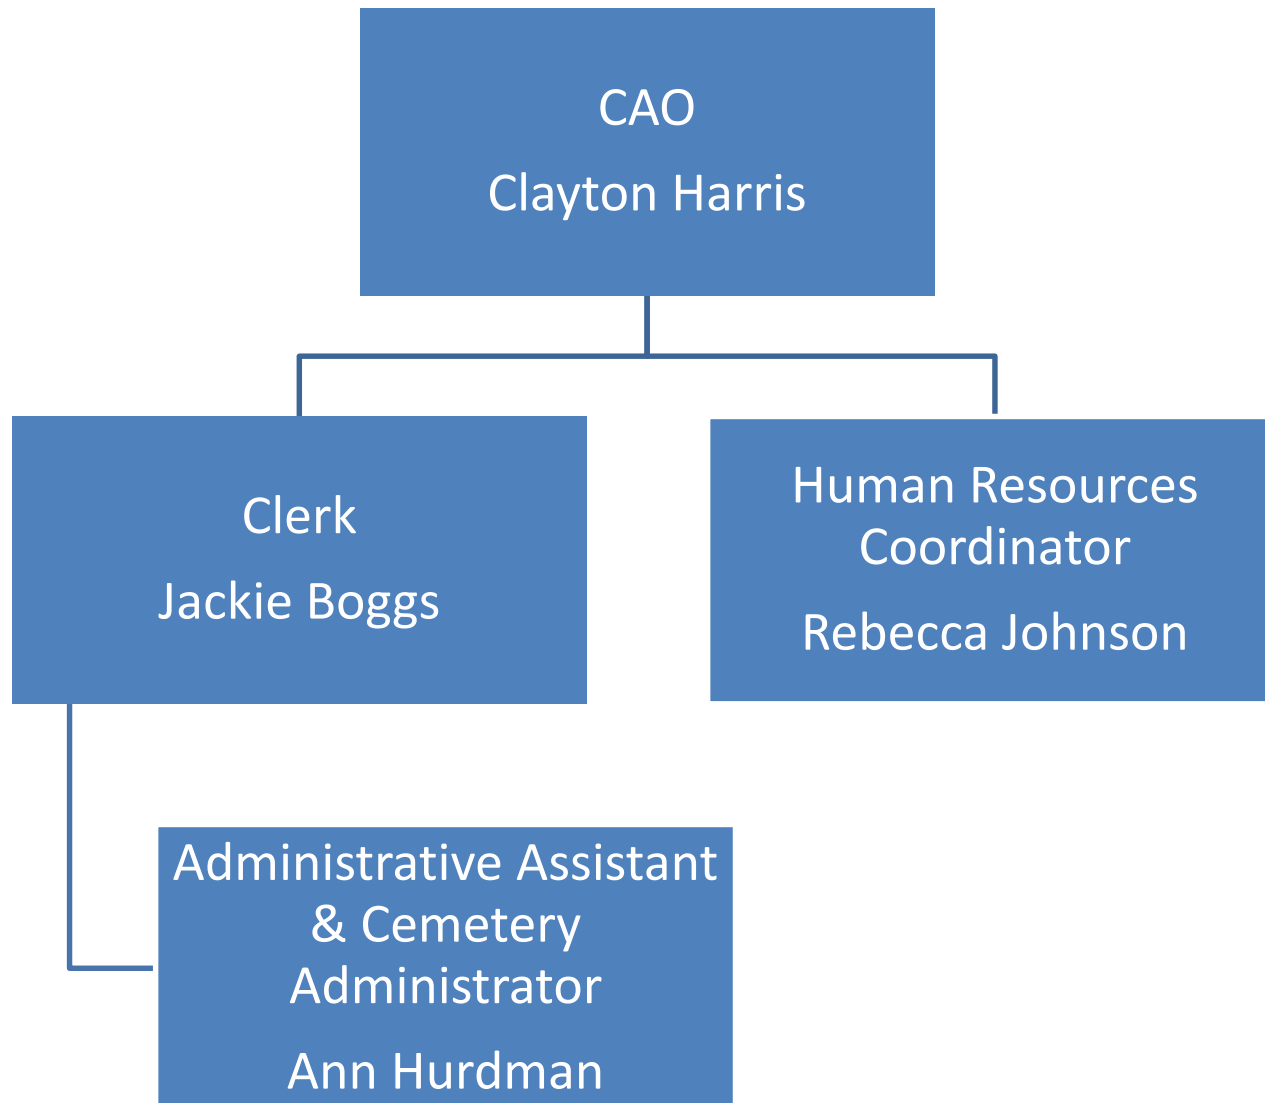 CAO
Clayton Harris
Clerk
Jackie Boggs
Human Resources
Coordinator
Rebecca Johnson
Administrative Assistant
& Cemetery
Administrator
Ann Hurdman